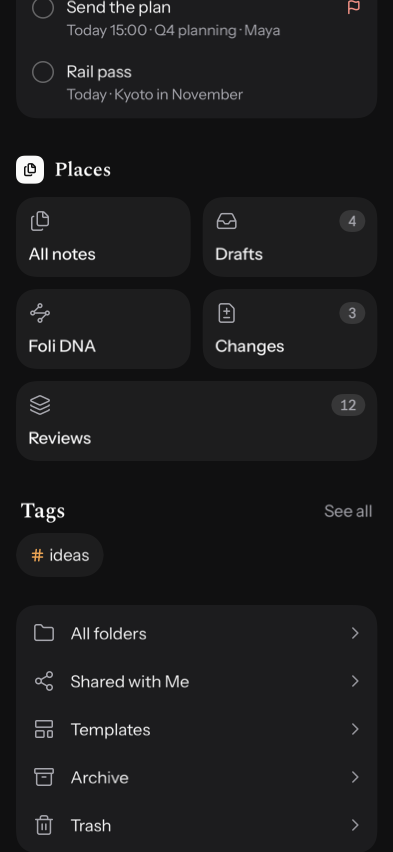 Send the plan
Today 15:00 · Q4 planning · Maya
Rail pass
Today · Kyoto in November
Places
All notes
4
Drafts
Foli DNA
3
Changes
12
Reviews
Tags
See all
# ideas
All folders
Shared with Me
Templates
Archive
Trash